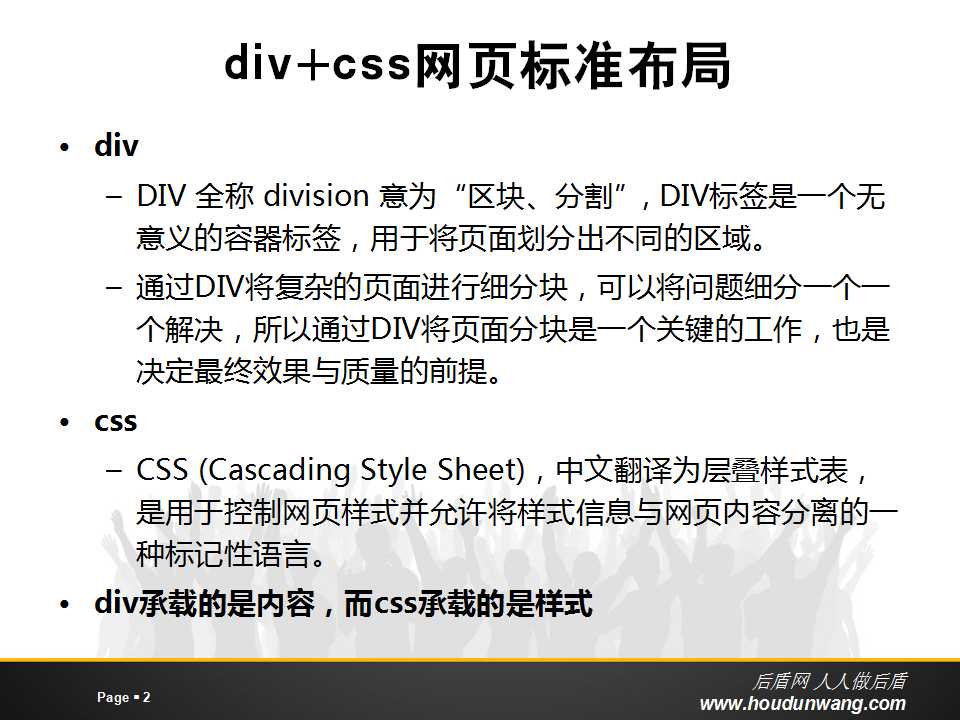 div+css网页标准布局
• div
– DIV 全称 division 意为“区块、分割”, DIV标签是一个无
意义的容器标签，用于将页面划分出不同的区域。
– 通过DIV将复杂的页面进行细分块，可以将问题细分一个一
个解决，所以通过DIV将页面分块是一个关键的工作，也是
决定最终效果与质量的前提。
• css
– CSS (Cascading Style Sheet)，中文翻译为层叠样式表，
是用于控制网页样式并允许将样式信息与网页内容分离的一
种标记性语言。
• div承载的是内容，而css承载的是样式
Page ▪ 2
后盾网 人人做后盾
www.houdunwang.com